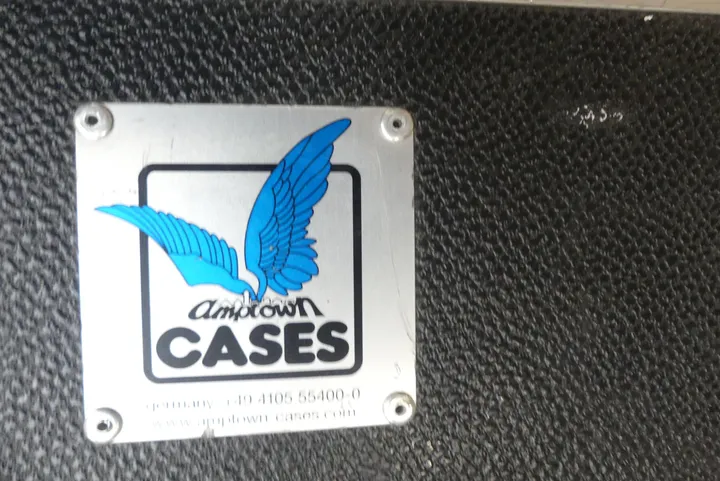 amptown
CASES
germany +49 4105 55400-0
www.amptown-cases.com